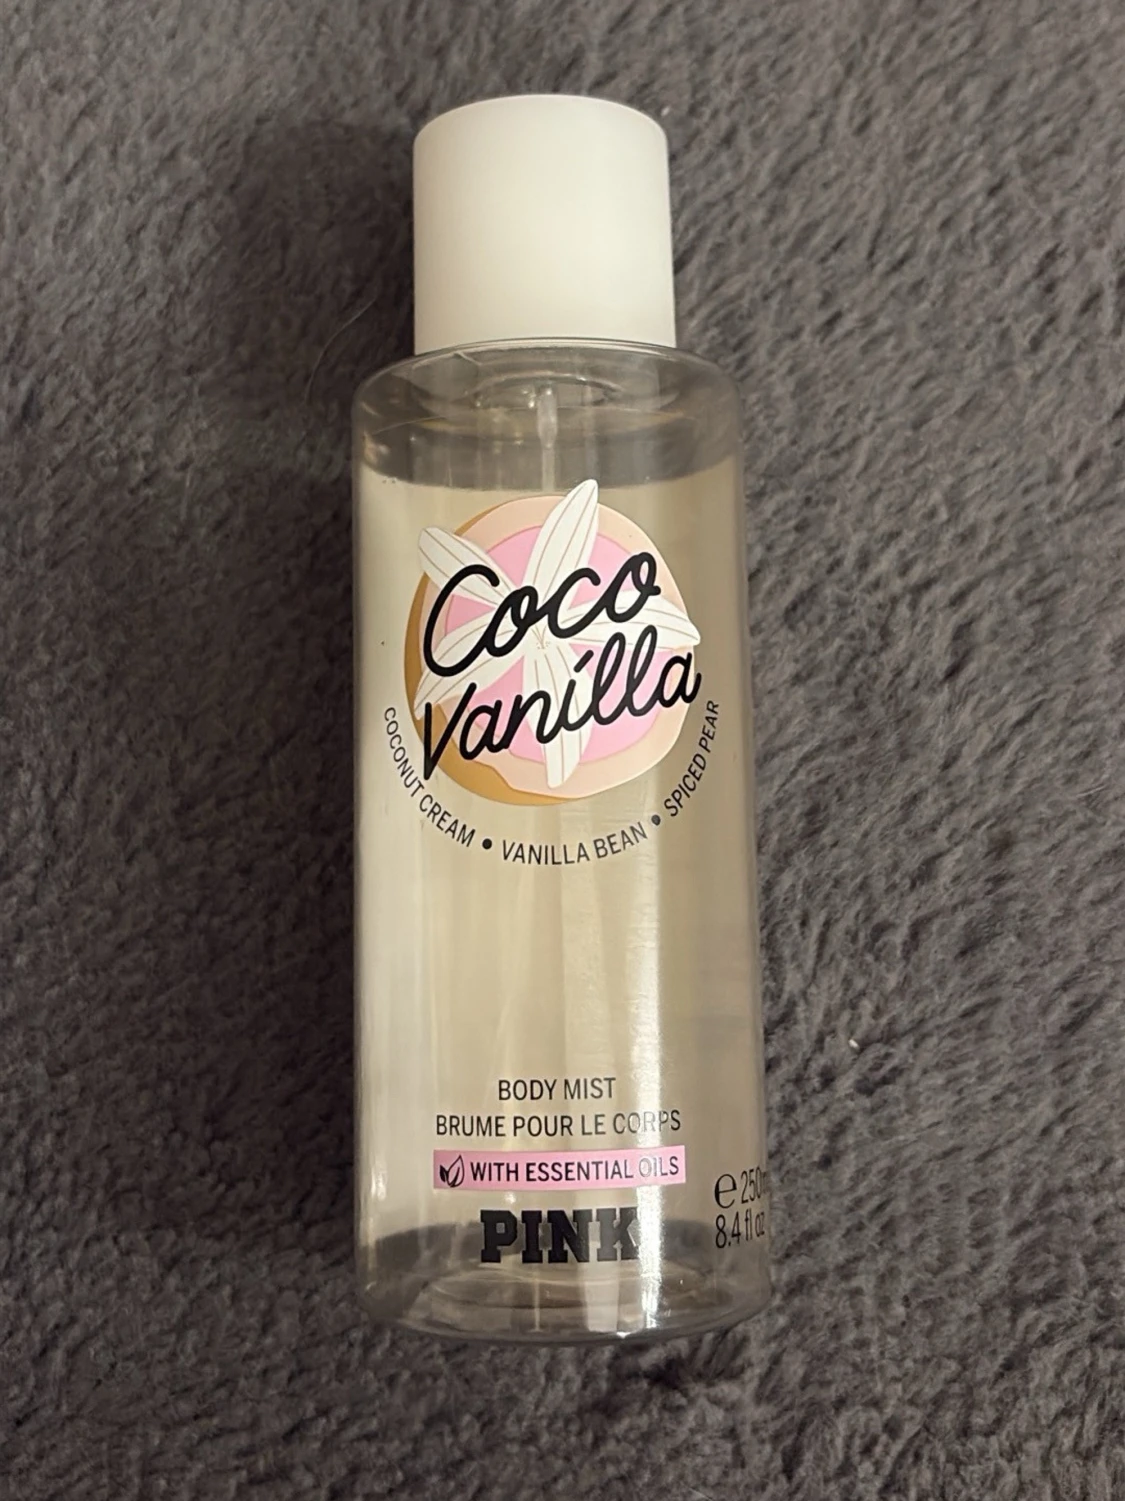 Coco
Vanilla
COCONUT CREAM • VANILLA BEAN • SPICED PEAR
BODY MIST
BRUME POUR LE CORPS
WITH ESSENTIAL OILS
PINK
e 250
8.4 fl oz